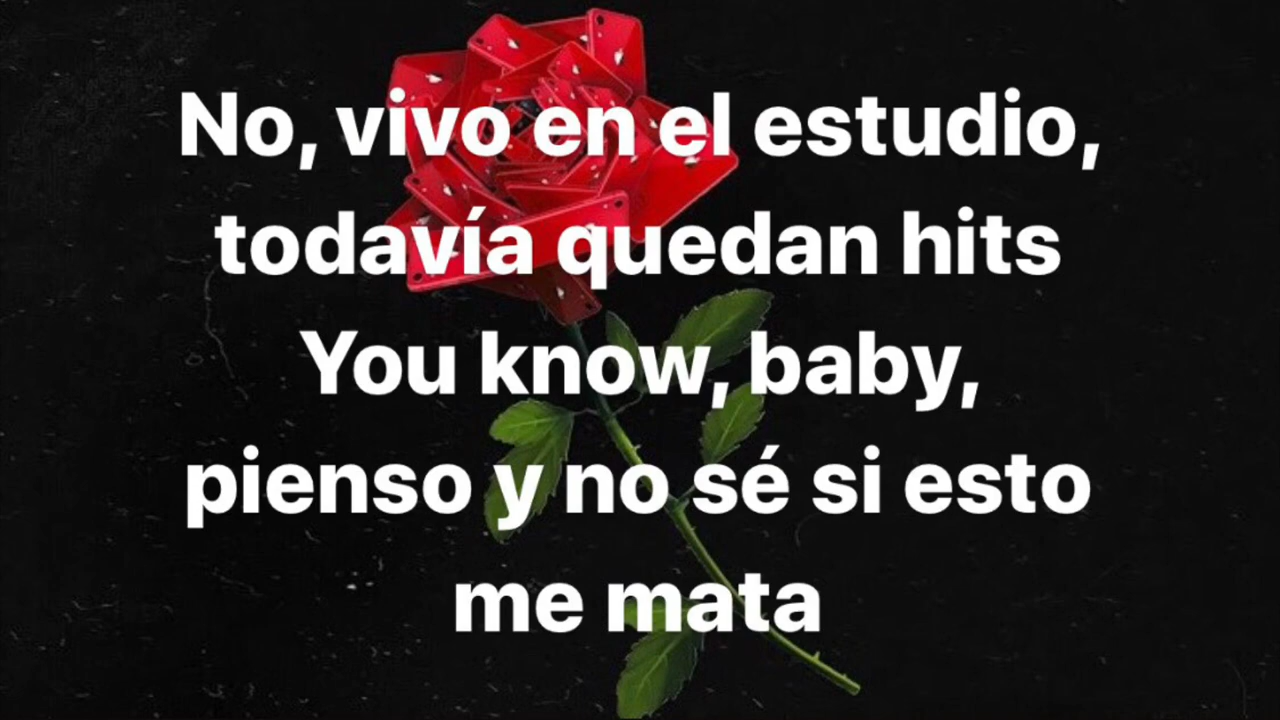 No, vivo en el estudio,
todavía quedan hits
You know, baby,
pienso y no sé si esto
me mata